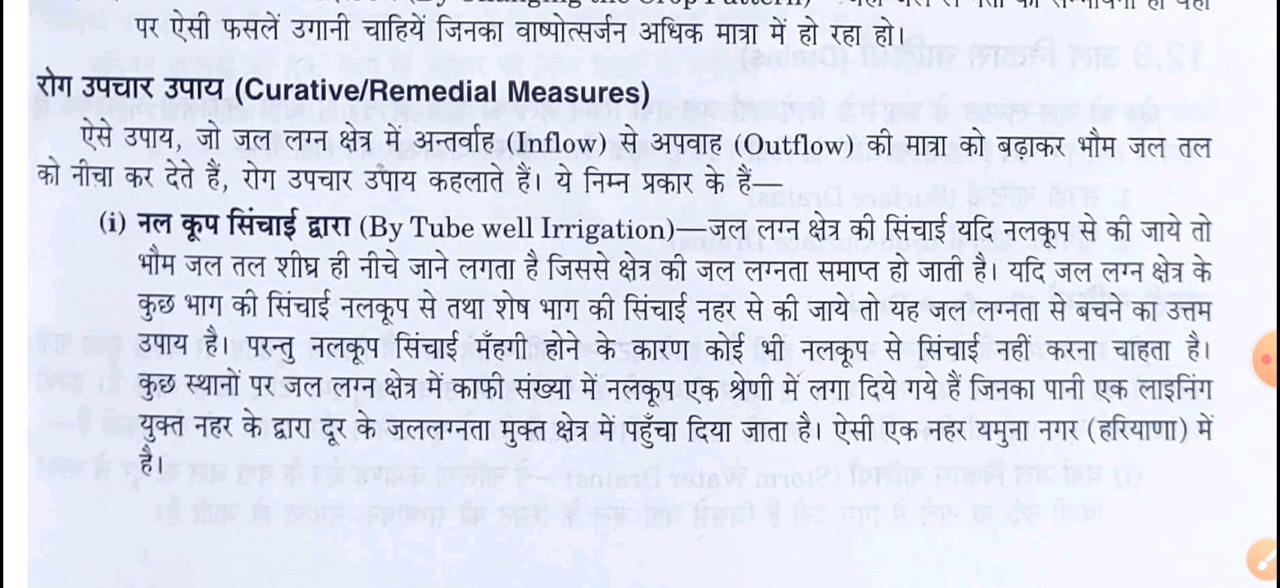 पर ऐसी फसलें उगानी चाहियें जिनका वाष्पोत्सर्जन अधिक मात्रा में हो रहा हो।
रोग उपचार उपाय (Curative/Remedial Measures)
ऐसे उपाय, जो जल लग्न क्षेत्र में अन्तर्वाह (Inflow) से अपवाह (Outflow) की मात्रा को बढ़ाकर भौम जल तल
को नीचा कर देते हैं, रोग उपचार उपाय कहलाते हैं। ये निम्न प्रकार के हैं—
(i) नल कूप सिंचाई द्वारा (By Tube well Irrigation)—जल लग्न क्षेत्र की सिंचाई यदि नलकूप से की जाये तो
भौम जल तल शीघ्र ही नीचे जाने लगता है जिससे क्षेत्र की जल लग्नता समाप्त हो जाती है। यदि जल लग्न क्षेत्र के
कुछ भाग की सिंचाई नलकूप से तथा शेष भाग की सिंचाई नहर से की जाये तो यह जल लग्नता से बचने का उत्तम
उपाय है। परन्तु नलकूप सिंचाई मँहगी होने के कारण कोई भी नलकूप से सिंचाई नहीं करना चाहता है।
कुछ स्थानों पर जल लग्न क्षेत्र में काफी संख्या में नलकूप एक श्रेणी में लगा दिये गये हैं जिनका पानी एक लाइनिंग
युक्त नहर के द्वारा दूर के जललग्नता मुक्त क्षेत्र में पहुँचा दिया जाता है। ऐसी एक नहर यमुना नगर (हरियाणा) में
है।